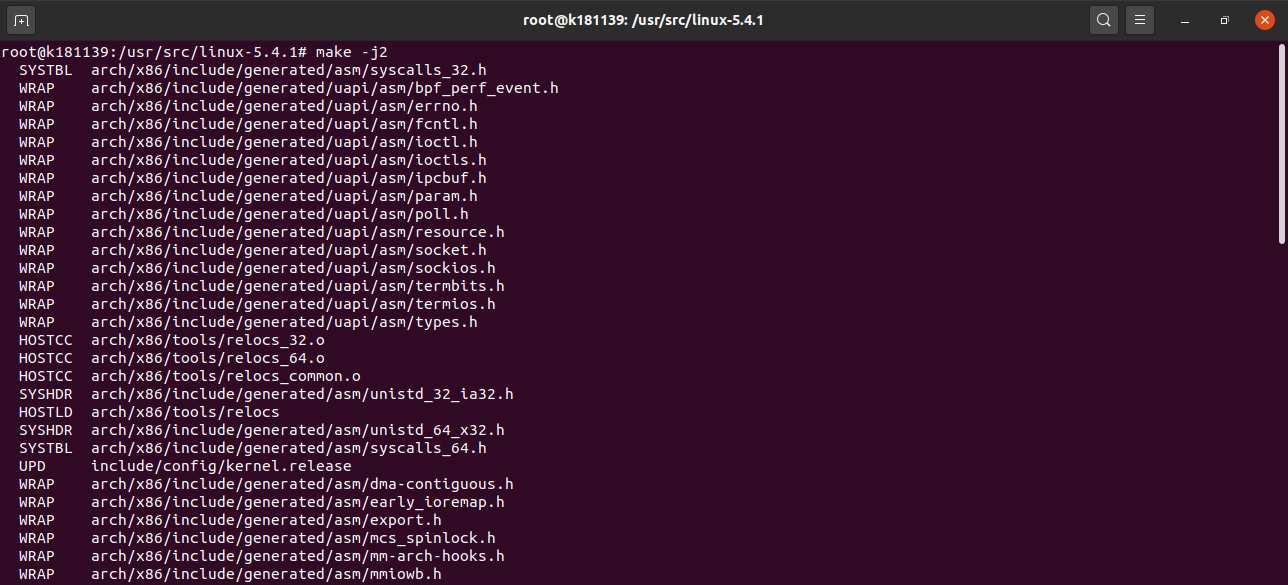 root@k181139: /usr/src/linux-5.4.1
root@k181139:/usr/src/linux-5.4.1# make -j2
  SYSTBL  arch/x86/include/generated/asm/syscalls_32.h
  WRAP    arch/x86/include/generated/uapi/asm/bpf_perf_event.h
  WRAP    arch/x86/include/generated/uapi/asm/errno.h
  WRAP    arch/x86/include/generated/uapi/asm/fcntl.h
  WRAP    arch/x86/include/generated/uapi/asm/ioctl.h
  WRAP    arch/x86/include/generated/uapi/asm/ioctls.h
  WRAP    arch/x86/include/generated/uapi/asm/ipcbuf.h
  WRAP    arch/x86/include/generated/uapi/asm/param.h
  WRAP    arch/x86/include/generated/uapi/asm/poll.h
  WRAP    arch/x86/include/generated/uapi/asm/resource.h
  WRAP    arch/x86/include/generated/uapi/asm/socket.h
  WRAP    arch/x86/include/generated/uapi/asm/sockios.h
  WRAP    arch/x86/include/generated/uapi/asm/termbits.h
  WRAP    arch/x86/include/generated/uapi/asm/termios.h
  WRAP    arch/x86/include/generated/uapi/asm/types.h
  HOSTCC  arch/x86/tools/relocs_32.o
  HOSTCC  arch/x86/tools/relocs_64.o
  HOSTCC  arch/x86/tools/relocs_common.o
  SYSHDR  arch/x86/include/generated/asm/unistd_32_ia32.h
  HOSTLD  arch/x86/tools/relocs
  SYSHDR  arch/x86/include/generated/asm/unistd_64_x32.h
  SYSTBL  arch/x86/include/generated/asm/syscalls_64.h
  UPD     include/config/kernel.release
  WRAP    arch/x86/include/generated/asm/dma-contiguous.h
  WRAP    arch/x86/include/generated/asm/early_ioremap.h
  WRAP    arch/x86/include/generated/asm/export.h
  WRAP    arch/x86/include/generated/asm/mcs_spinlock.h
  WRAP    arch/x86/include/generated/asm/mm-arch-hooks.h
  WRAP    arch/x86/include/generated/asm/mmiowb.h